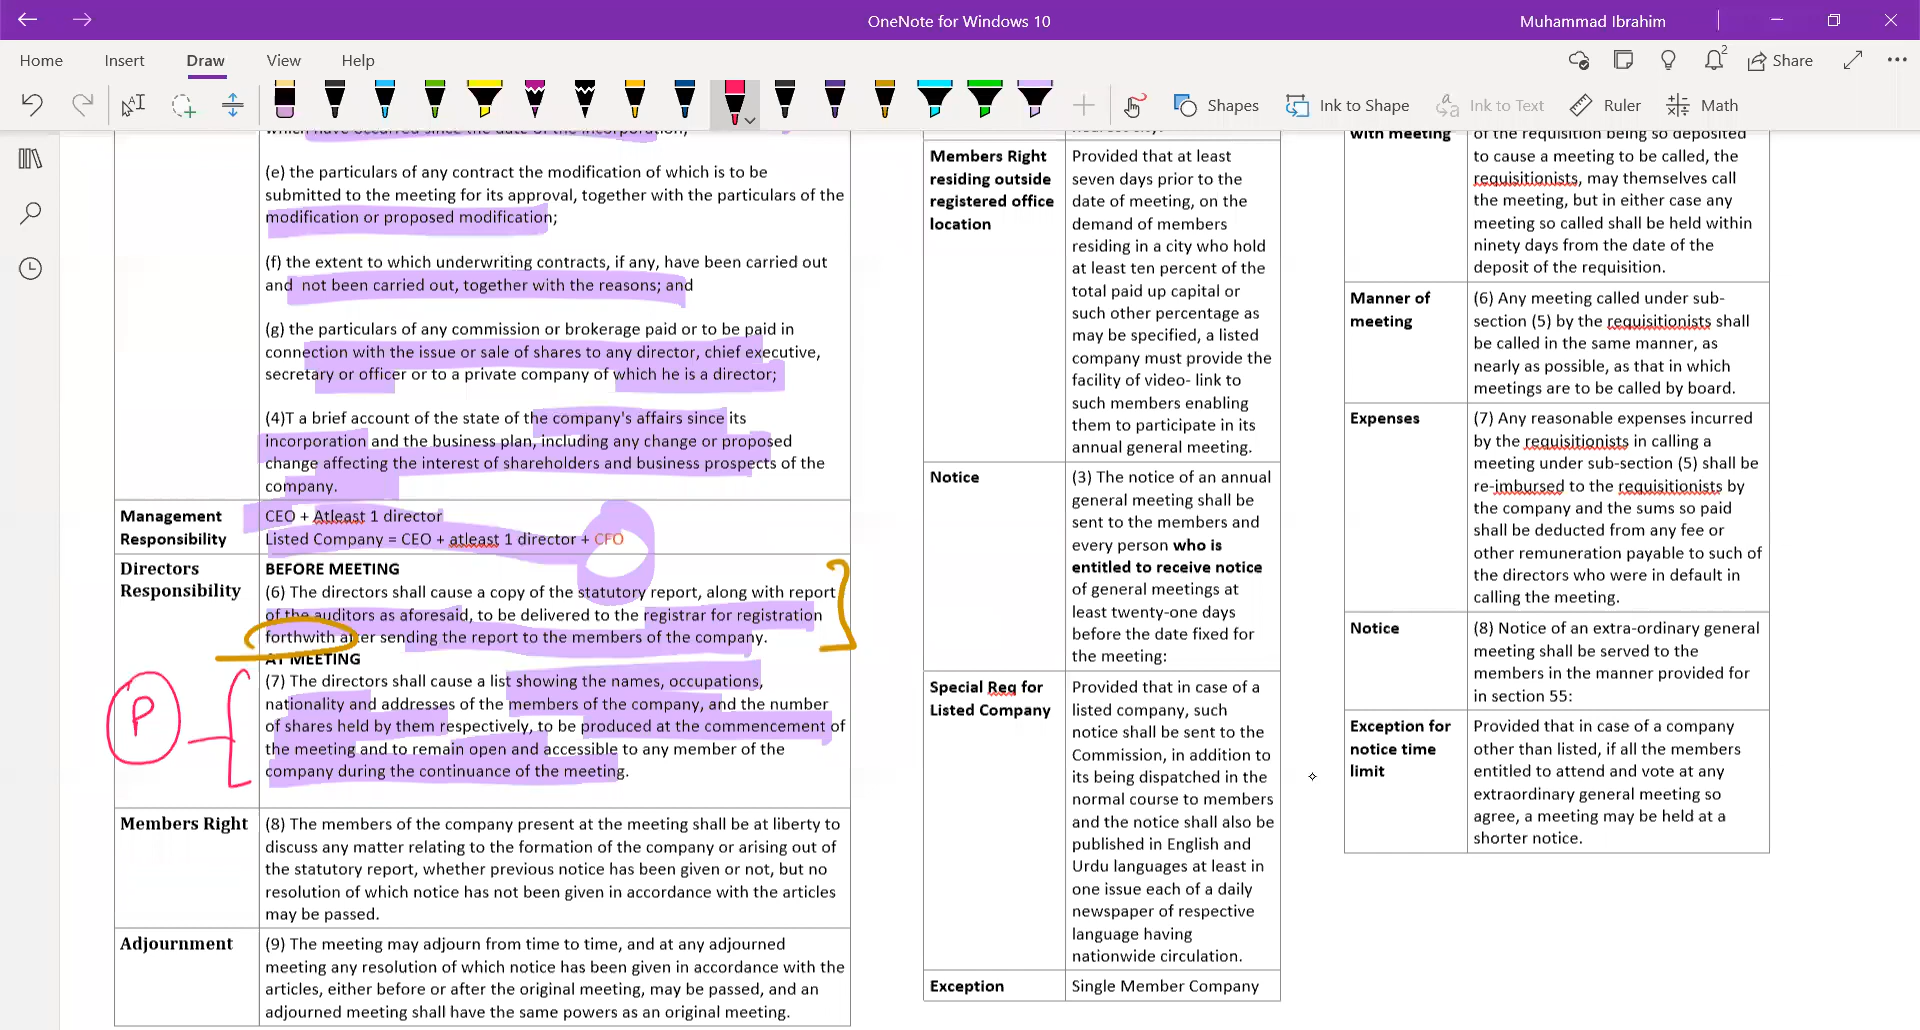 OneNote for Windows 10
Muhammad Ibrahim
Home
Insert
Draw
View
Help
2
Share
Shapes
Ink to Shape
Ink to Text
Ruler
Math
which have occurred since the date of the incorporation;
(e) the particulars of any contract the modification of which is to be
submitted to the meeting for its approval, together with the particulars of the
modification or proposed modification;
(f) the extent to which underwriting contracts, if any, have been carried out
and not been carried out, together with the reasons; and
(g) the particulars of any commission or brokerage paid or to be paid in
connection with the issue or sale of shares to any director, chief executive,
secretary or officer or to a private company of which he is a director;
(4)T a brief account of the state of the company's affairs since its
incorporation and the business plan, including any change or proposed
change affecting the interest of shareholders and business prospects of the
company.
Management
Responsibility
CEO + Atleast 1 director
Listed Company = CEO + atleast 1 director + CFO
Directors
Responsibility
BEFORE MEETING
(6) The directors shall cause a copy of the statutory report, along with report
of the auditors as aforesaid, to be delivered to the registrar for registration
forthwith after sending the report to the members of the company.
AT MEETING
(7) The directors shall cause a list showing the names, occupations,
nationality and addresses of the members of the company, and the number
of shares held by them respectively, to be produced at the commencement of
the meeting and to remain open and accessible to any member of the
company during the continuance of the meeting.
P
Members Right
(8) The members of the company present at the meeting shall be at liberty to
discuss any matter relating to the formation of the company or arising out of
the statutory report, whether previous notice has been given or not, but no
resolution of which notice has not been given in accordance with the articles
may be passed.
Adjournment
(9) The meeting may adjourn from time to time, and at any adjourned
meeting any resolution of which notice has been given in accordance with the
articles, either before or after the original meeting, may be passed, and an
adjourned meeting shall have the same powers as an original meeting.
Members Right
residing outside
registered office
location
Provided that at least
seven days prior to the
date of meeting, on the
demand of members
residing in a city who hold
at least ten percent of the
total paid up capital or
such other percentage as
may be specified, a listed
company must provide the
facility of video- link to
such members enabling
them to participate in its
annual general meeting.
Notice
(3) The notice of an annual
general meeting shall be
sent to the members and
every person who is
entitled to receive notice
of general meetings at
least twenty-one days
before the date fixed for
the meeting:
Special Req for
Listed Company
Provided that in case of a
listed company, such
notice shall be sent to the
Commission, in addition to
its being dispatched in the
normal course to members
and the notice shall also be
published in English and
Urdu languages at least in
one issue each of a daily
newspaper of respective
language having
nationwide circulation.
Exception
Single Member Company
with meeting
of the requisition being so deposited
to cause a meeting to be called, the
requisitionists, may themselves call
the meeting, but in either case any
meeting so called shall be held within
ninety days from the date of the
deposit of the requisition.
Manner of
meeting
(6) Any meeting called under sub-
section (5) by the requisitionists shall
be called in the same manner, as
nearly as possible, as that in which
meetings are to be called by board.
Expenses
(7) Any reasonable expenses incurred
by the requisitionists in calling a
meeting under sub-section (5) shall be
re-imbursed to the requisitionists by
the company and the sums so paid
shall be deducted from any fee or
other remuneration payable to such of
the directors who were in default in
calling the meeting.
Notice
(8) Notice of an extra-ordinary general
meeting shall be served to the
members in the manner provided for
in section 55:
Exception for
notice time
limit
Provided that in case of a company
other than listed, if all the members
entitled to attend and vote at any
extraordinary general meeting so
agree, a meeting may be held at a
shorter notice.